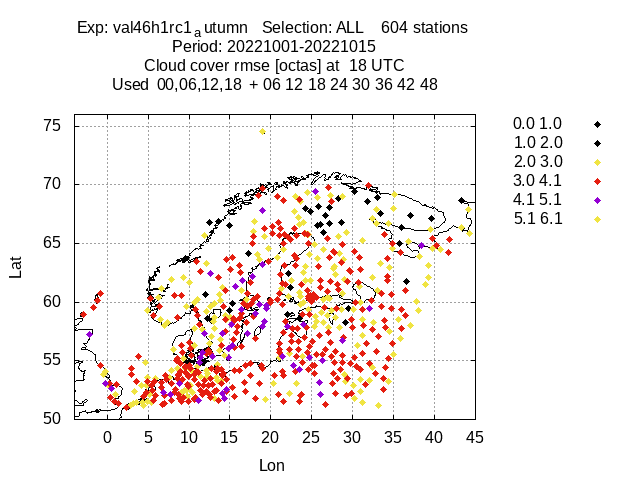 Exp: val46h1rc1autumn Selection: ALL 604 stations
Period: 20221001-20221015
Cloud cover rmse [octas] at 18 UTC
Used 00,06,12,18 + 06 12 18 24 30 36 42 48
75
70
65
60
55
50
Lat
0 5 10 15 20 25 30 35 40 45
Lon
0.0 1.0
1.0 2.0
2.0 3.0
3.0 4.1
4.1 5.1
5.1 6.1